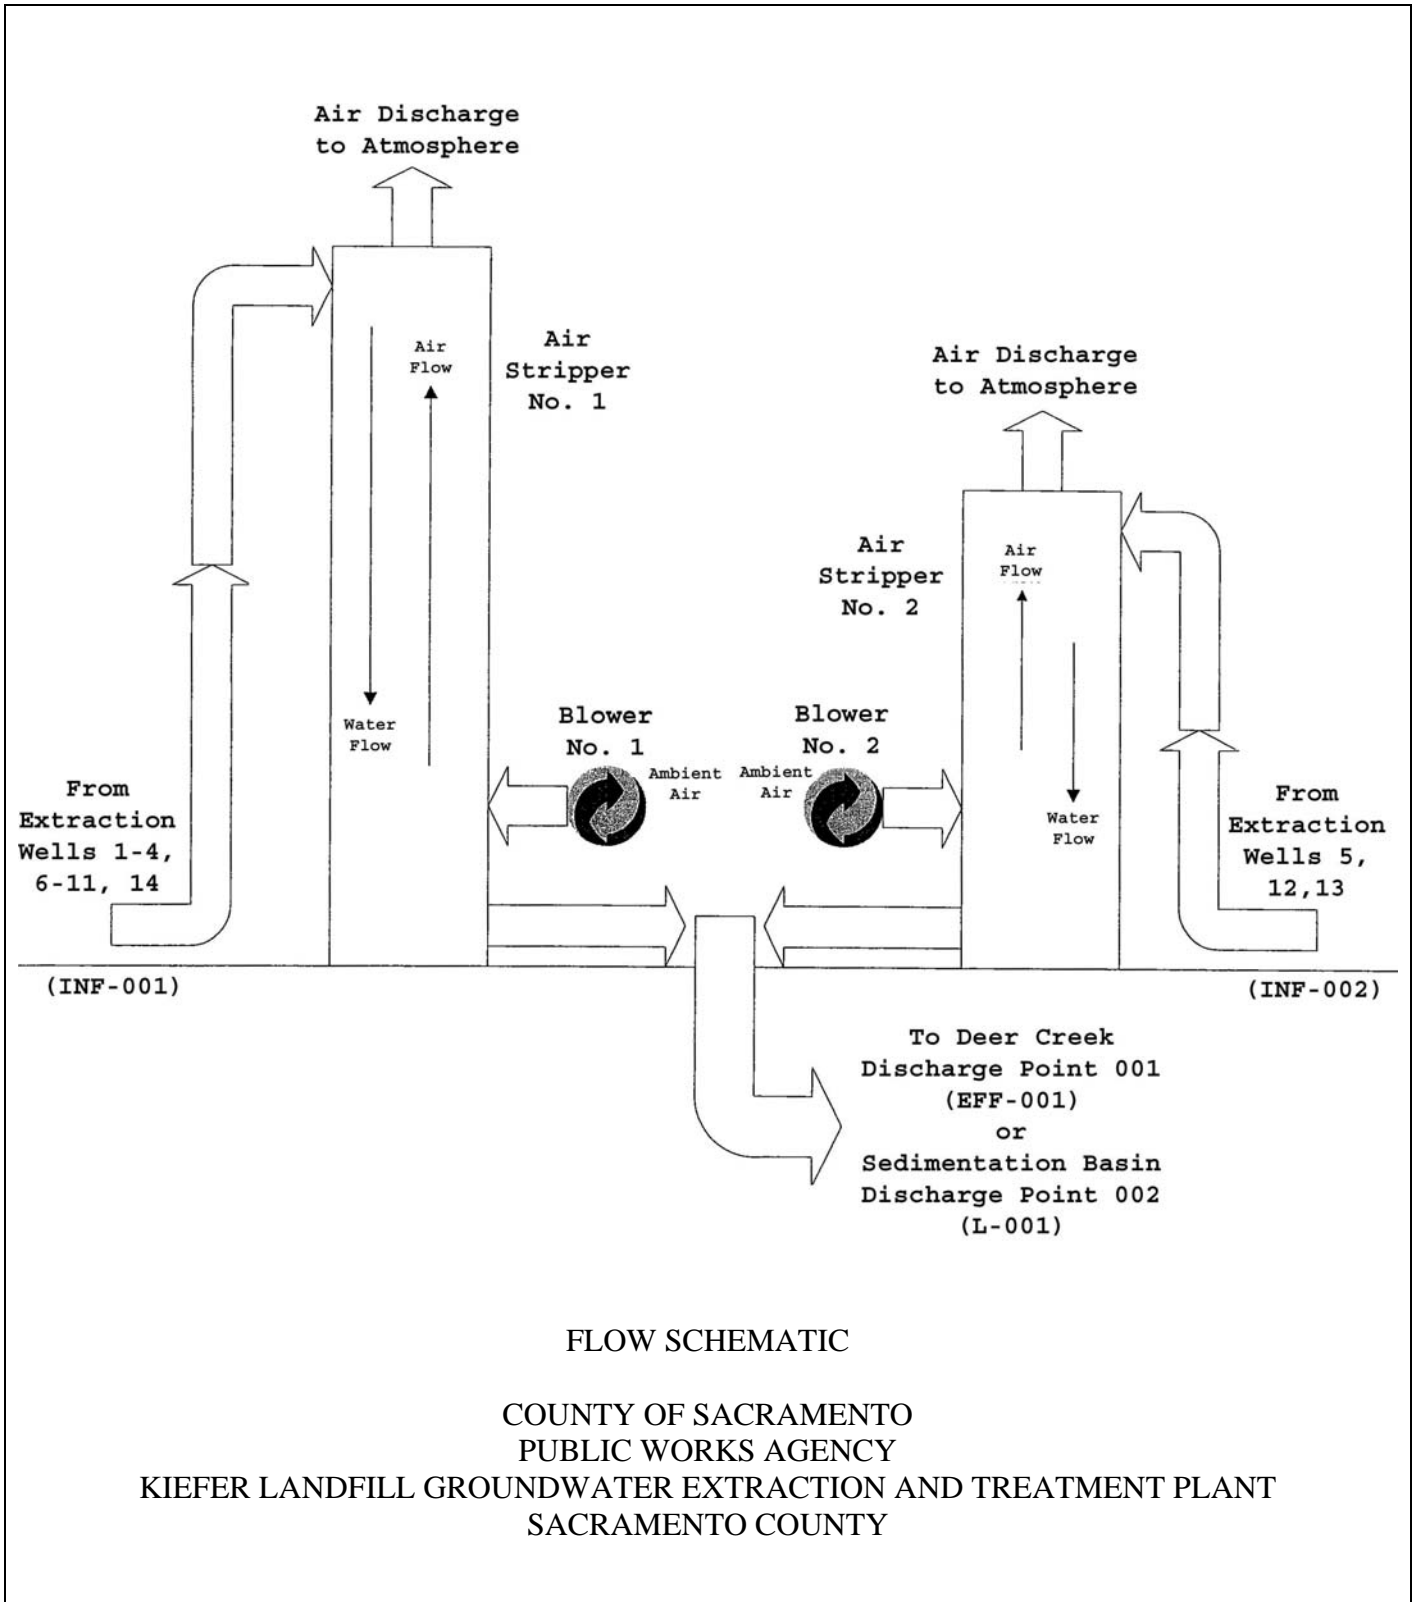 Air Discharge
to Atmosphere
Air
Flow
Air
Stripper
No. 1
Water
Flow
From
Extraction
Wells 1-4,
6-11, 14
(INF-001)
Blower
No. 1
Ambient
Air
Air Discharge
to Atmosphere
Air
Stripper
No. 2
Air
Flow
Blower
No. 2
Ambient
Air
Water
Flow
From
Extraction
Wells 5,
12,13
(INF-002)
To Deer Creek
Discharge Point 001
(EFF-001)
or
Sedimentation Basin
Discharge Point 002
(L-001)
FLOW SCHEMATIC
COUNTY OF SACRAMENTO
PUBLIC WORKS AGENCY
KIEFER LANDFILL GROUNDWATER EXTRACTION AND TREATMENT PLANT
SACRAMENTO COUNTY